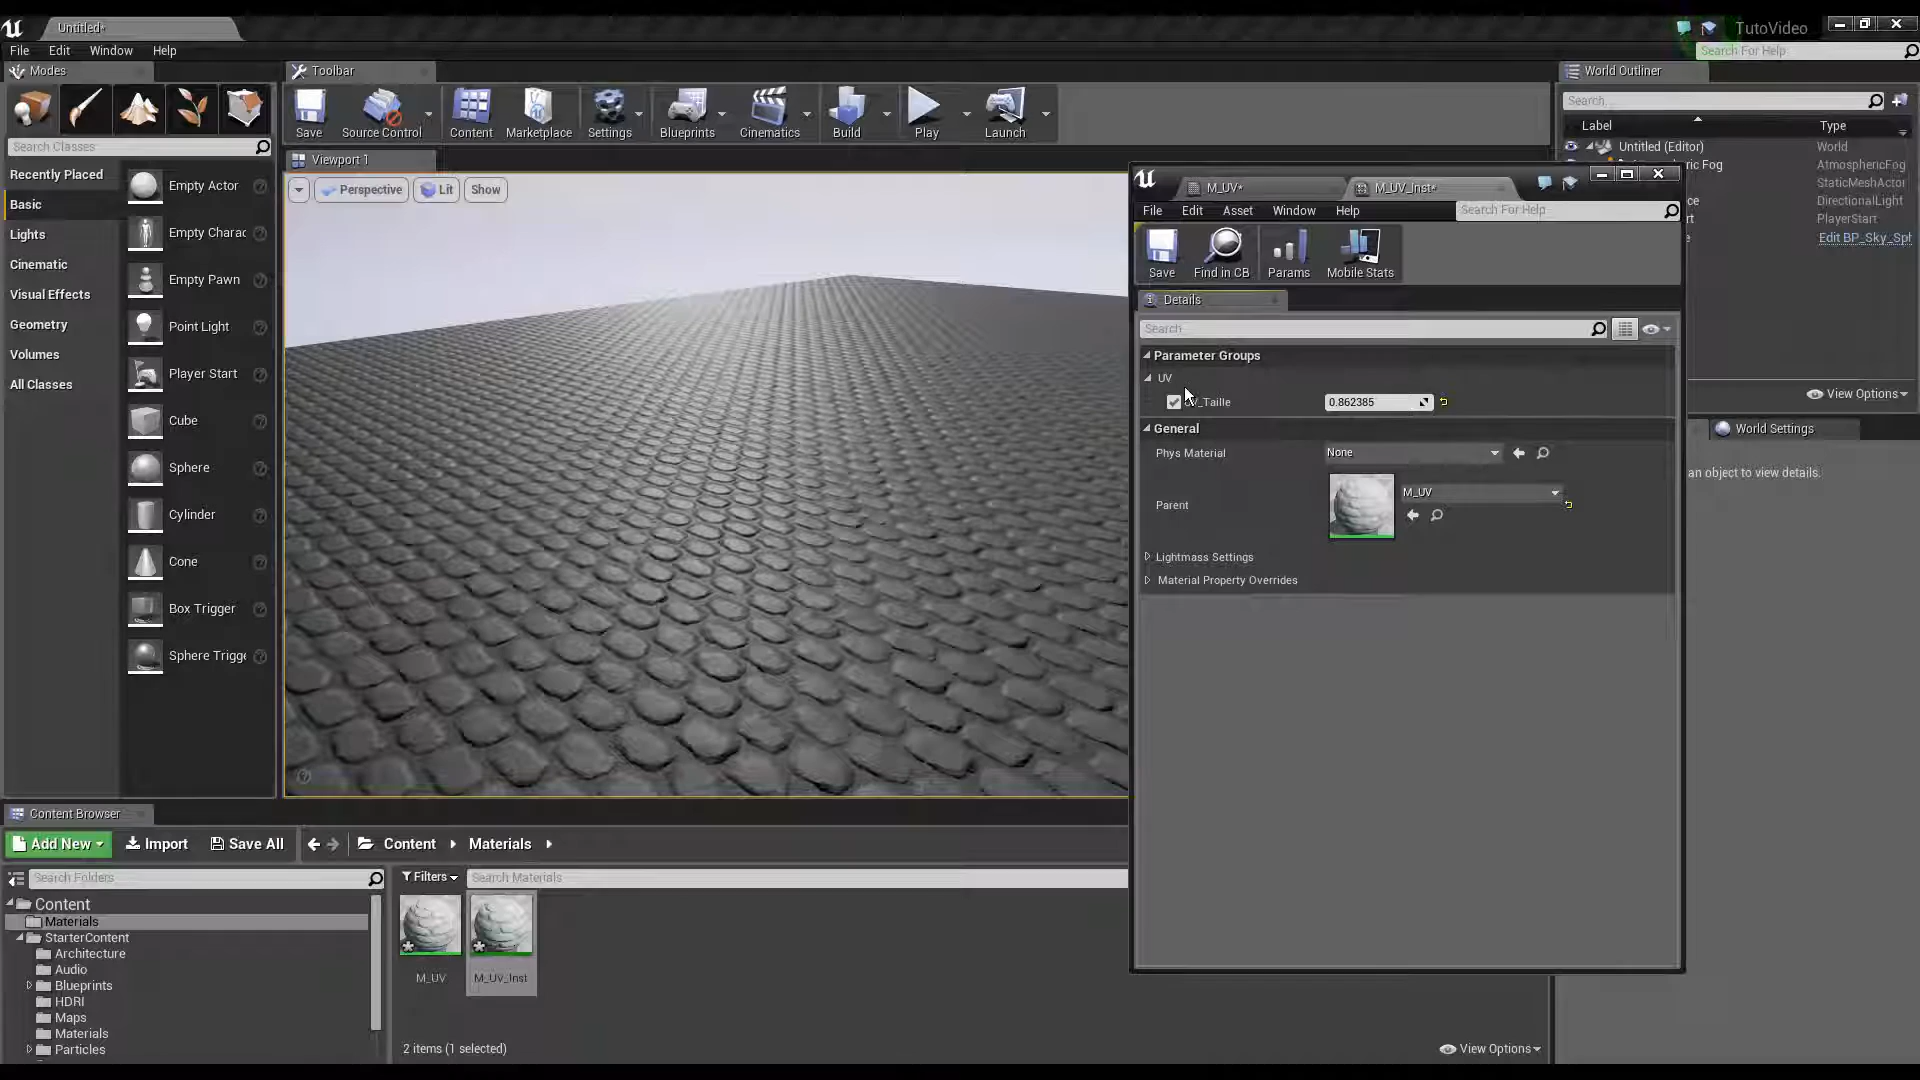 Untitled*
TutoVideo
File Edit Window Help
Search For Help
Modes
Toolbar
World Outliner
Save
Source Control
Content
Marketplace
Settings
Blueprints
Cinematics
Build
Play
Launch
Search...
Label
Type
Search Classes
Viewport 1
Untitled (Editor)
World
Recently Placed
Basic
Lights
Cinematic
Visual Effects
Geometry
Volumes
All Classes
Empty Actor
Empty Charac
Empty Pawn
Point Light
Player Start
Cube
Sphere
Cylinder
Cone
Box Trigger
Sphere Trigge
Perspective
Lit
Show
Fog
AtmosphericFog
StaticMeshActor
DirectionalLight
PlayerStart
Edit BP_Sky_Sph
View Options
World Settings
an object to view details.
M_UV*
M_UV_Inst*
File Edit Asset Window Help
Search For Help
Save
Find in CB
Params
Mobile Stats
Details
Search
Parameter Groups
UV
_Taille
0.862385
General
Phys Material
None
Parent
M_UV
Lightmass Settings
Material Property Overrides
Content Browser
Add New
Import
Save All
Content
Materials
Search Folders
Filters
Search Materials
Content
Materials
StarterContent
Architecture
Audio
Blueprints
HDRI
Maps
Materials
Particles
M_UV
M_UV_Inst
2 items (1 selected)
View Options